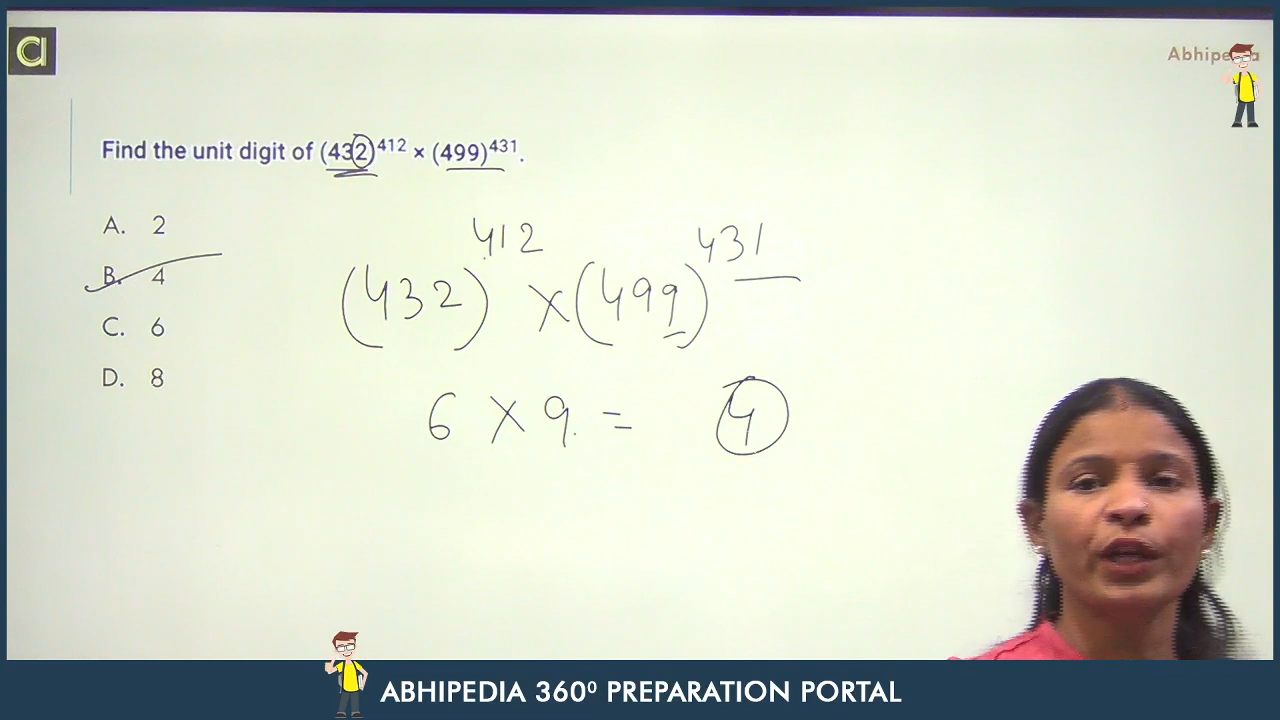 Abhipedia
Find the unit digit of (432)⁴¹² × (499)⁴³¹.
A. 2
B. 4
C. 6
D. 8
(432)⁴¹² × (499)⁴³¹
6 × 9 = 4
ABHIPEDIA 360⁰ PREPARATION PORTAL